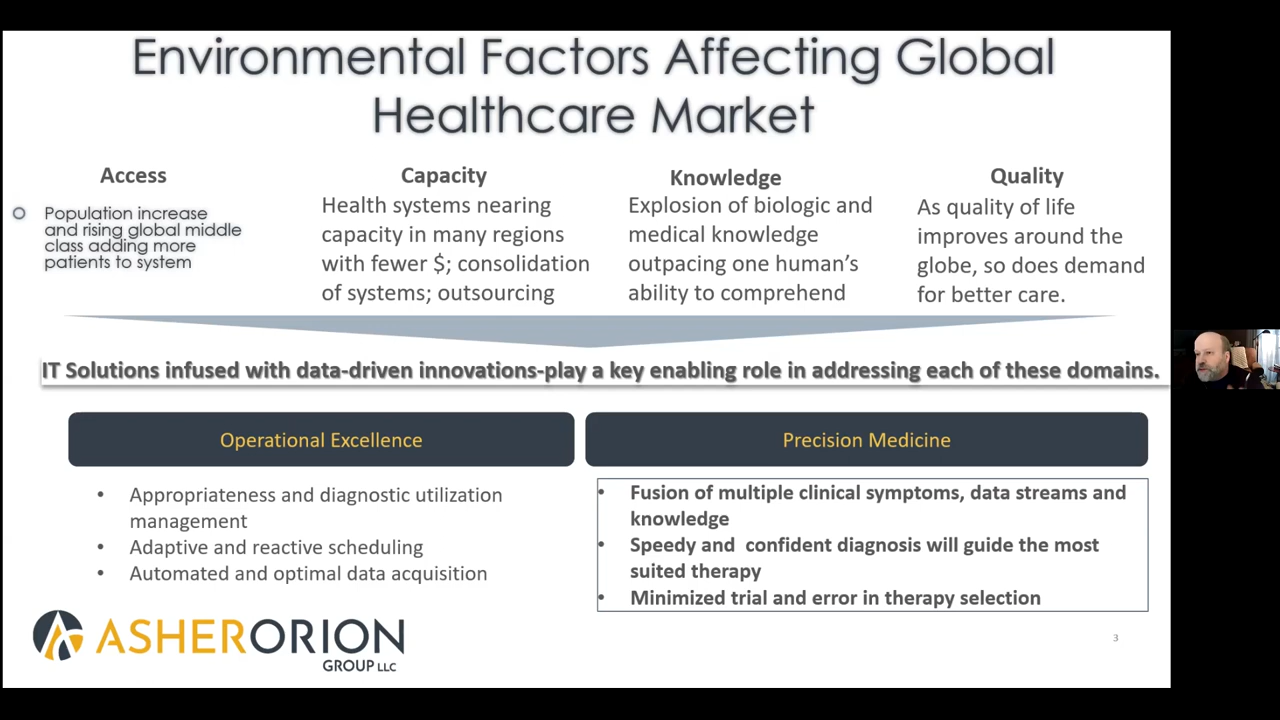 Environmental Factors Affecting Global
Healthcare Market
Access
Population increase
and rising global middle
class adding more
patients to system
Capacity
Health systems nearing
capacity in many regions
with fewer $; consolidation
of systems; outsourcing
Knowledge
Explosion of biologic and
medical knowledge
outpacing one human's
ability to comprehend
Quality
As quality of life
improves around the
globe, so does demand
for better care.
IT Solutions infused with data-driven innovations-play a key enabling role in addressing each of these domains.
Operational Excellence
• Appropriateness and diagnostic utilization
management
• Adaptive and reactive scheduling
• Automated and optimal data acquisition
Precision Medicine
• Fusion of multiple clinical symptoms, data streams and
knowledge
• Speedy and  confident diagnosis will guide the most
suited therapy
• Minimized trial and error in therapy selection
ASHERORION
GROUP LLC
3